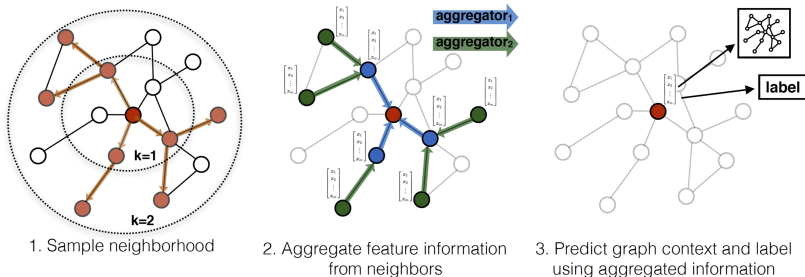 aggregator1
aggregator2
label
k=1
k=2
1. Sample neighborhood
2. Aggregate feature information
from neighbors
3. Predict graph context and label
using aggregated information